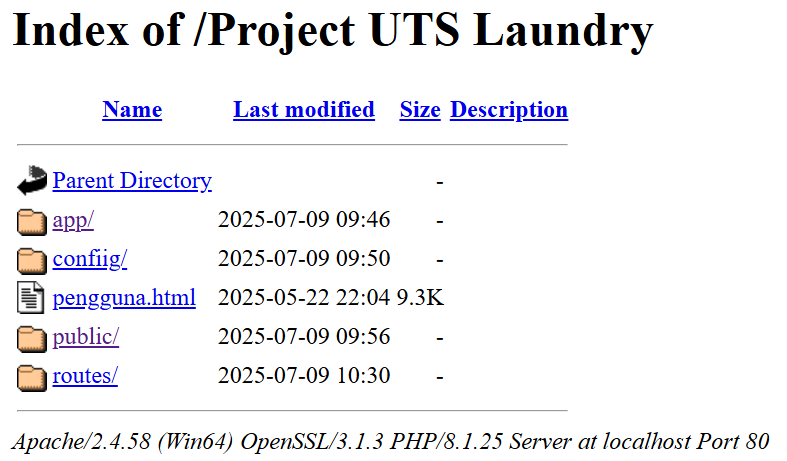 Index of /Project UTS Laundry
Name Last modified Size Description
Parent Directory -
app/ 2025-07-09 09:46 -
confiig/ 2025-07-09 09:50 -
pengguna.html 2025-05-22 22:04 9.3K
public/ 2025-07-09 09:56 -
routes/ 2025-07-09 10:30 -
Apache/2.4.58 (Win64) OpenSSL/3.1.3 PHP/8.1.25 Server at localhost Port 80